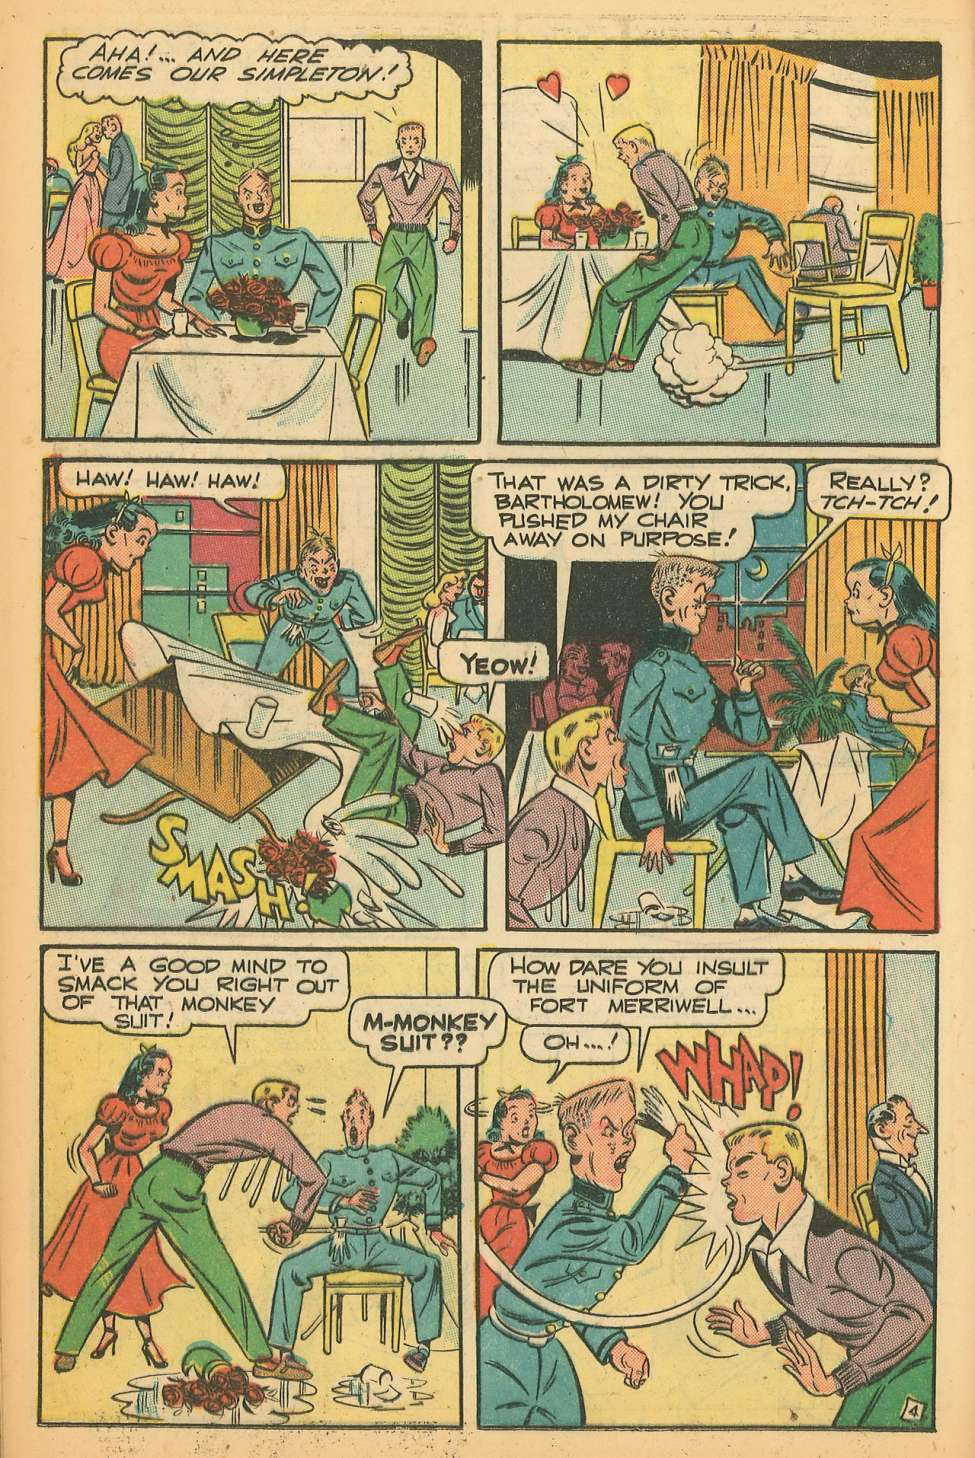 AHA!... AND HERE
COMES OUR SIMPLETON!
HAW! HAW! HAW!
YEOW!
SMASH!
THAT WAS A DIRTY TRICK,
BARTHOLOMEW! YOU
PUSHED MY CHAIR
AWAY ON PURPOSE!
REALLY?
TCH-TCH!
I'VE A GOOD MIND TO
SMACK YOU RIGHT OUT
OF THAT MONKEY
SUIT!
M-MONKEY
SUIT??
HOW DARE YOU INSULT
THE UNIFORM OF
FORT MERRIWELL...
OH...!
WHAP!
4